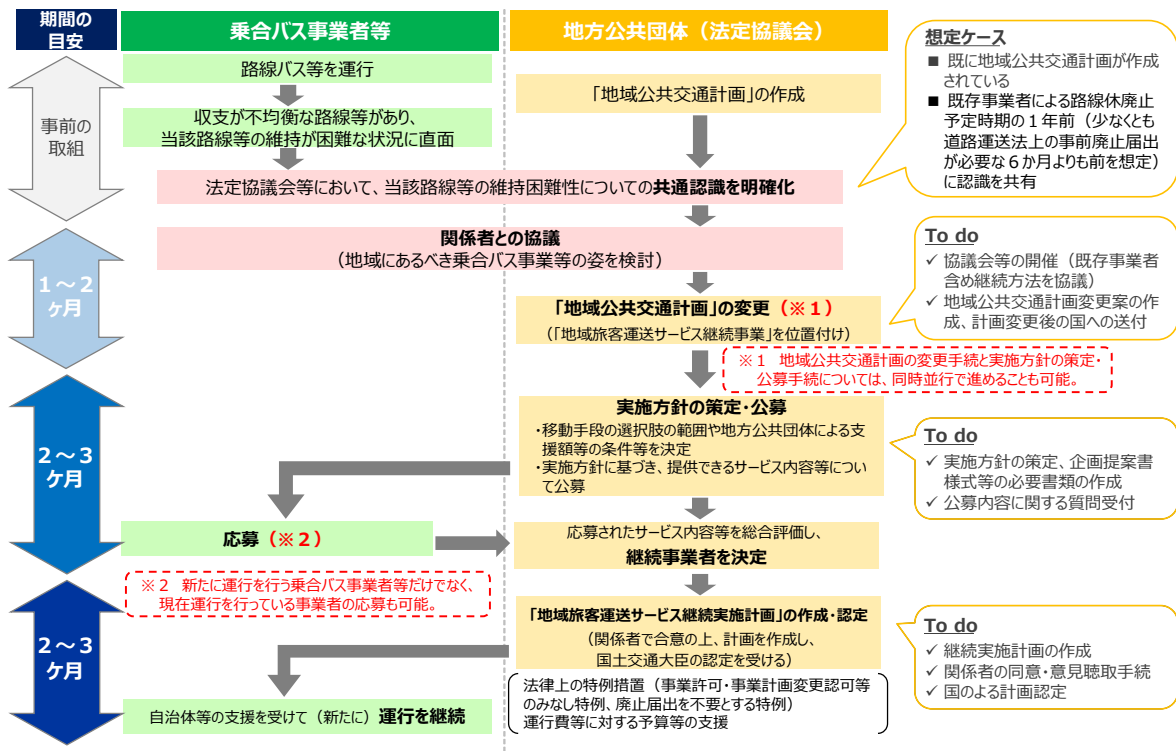 期間の
目安
乗合バス事業者等
地方公共団体（法定協議会）
事前の
取組
路線バス等を運行
収支が不均衡な路線等があり、
当該路線等の維持が困難な状況に直面
「地域公共交通計画」の作成
法定協議会等において、当該路線等の維持困難性についての共通認識を明確化
想定ケース
■ 既に地域公共交通計画が作成
されている
■ 既存事業者による路線休廃止
予定時期の１年前（少なくとも
道路運送法上の事前廃止届出
が必要な６か月よりも前を想定）
に認識を共有
１～２
ヶ月
関係者との協議
（地域にあるべき乗合バス事業等の姿を検討）
「地域公共交通計画」の変更（※１）
（「地域旅客運送サービス継続事業」を位置付け）
To do
✓ 協議会等の開催（既存事業者
含め継続方法を協議）
✓ 地域公共交通計画変更案の作
成、計画変更後の国への送付
※１　地域公共交通計画の変更手続と実施方針の策定・
公募手続については、同時並行で進めることも可能。
２～３
ヶ月
実施方針の策定・公募
・移動手段の選択肢の範囲や地方公共団体による支
援額等の条件等を決定
・実施方針に基づき、提供できるサービス内容等につい
て公募
To do
✓ 実施方針の策定、企画提案書
様式等の必要書類の作成
✓ 公募内容に関する質問受付
応募（※２）
応募されたサービス内容等を総合評価し、
継続事業者を決定
※２　新たに運行を行う乗合バス事業者等だけでなく、
現在運行を行っている事業者の応募も可能。
２～３
ヶ月
「地域旅客運送サービス継続実施計画」の作成・認定
（関係者で合意の上、計画を作成し、
国土交通大臣の認定を受ける）
To do
✓ 継続実施計画の作成
✓ 関係者の同意・意見聴取手続
✓ 国のよる計画認定
自治体等の支援を受けて（新たに）運行を継続
法律上の特例措置（事業許可・事業計画変更認可等
のみなし特例、廃止届出を不要とする特例）
運行費等に対する予算等の支援